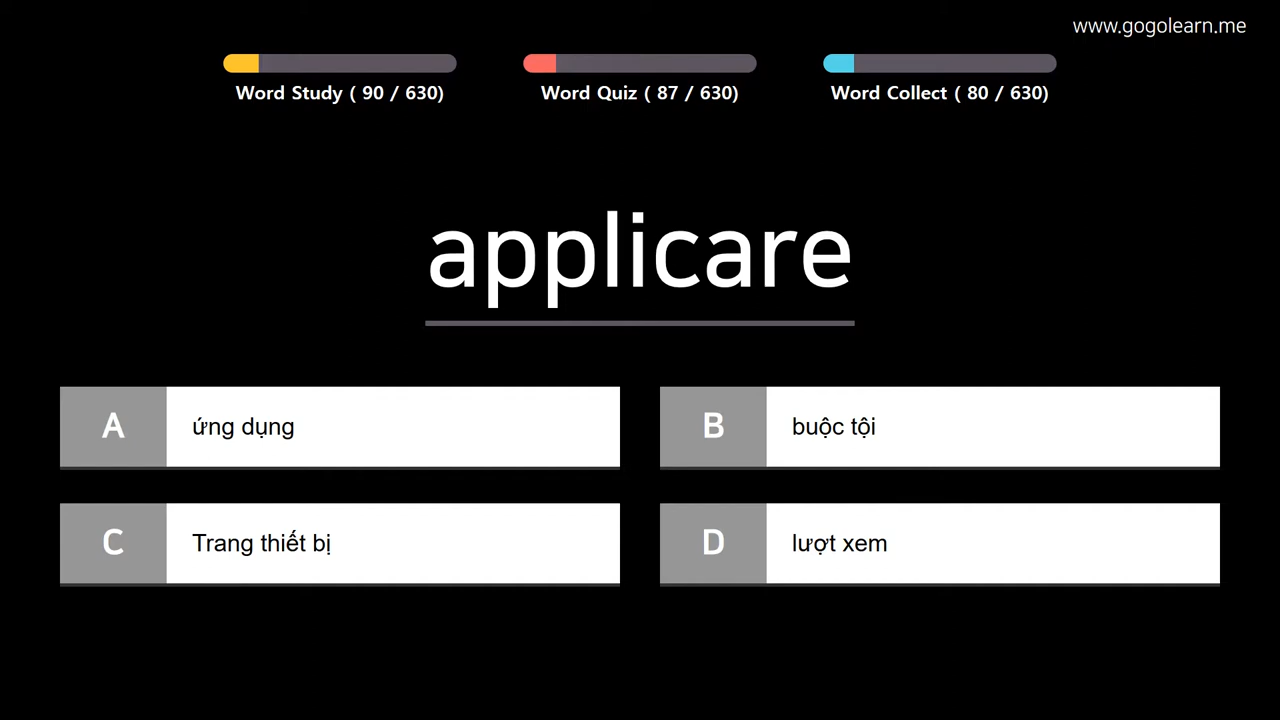 www.gogolearn.me
Word Study ( 90 / 630)
Word Quiz ( 87 / 630)
Word Collect ( 80 / 630)
applicare
A ứng dụng
B buộc tội
C Trang thiết bị
D lượt xem